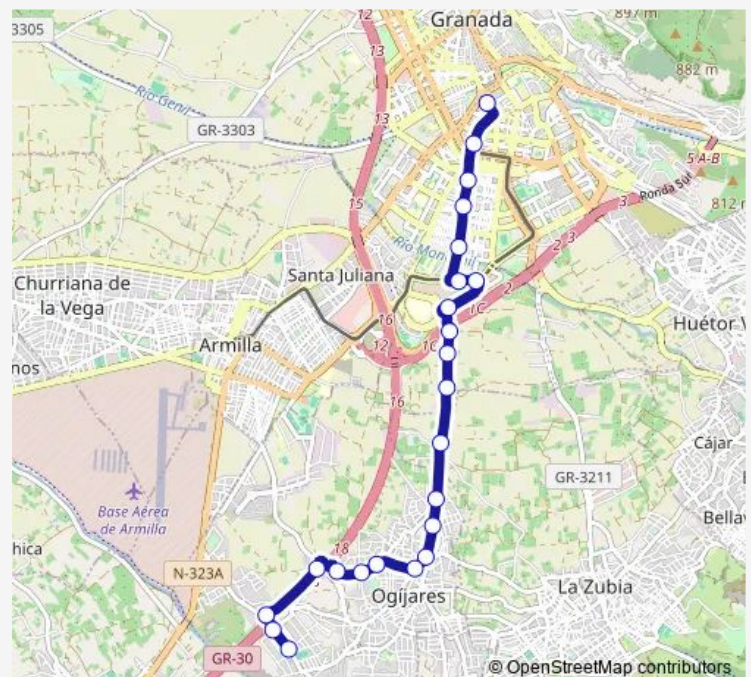 12
Granada
897 m
3305
13
882 m
Río Genil
13
GR-3303
5 A-B
Ronda Sur
3
812
15
2 3
Río Monachil
2
Churriana de
la Vega
Santa Juliana
1C
16
Huétor V
Armilla
12
1C
nos
16
Cájar
GR-3211
Base Aérea
de Armilla
Bella
hica
18
N-323A
La Zubia
Ogíjares
GR-30
© OpenStreetMap contributors